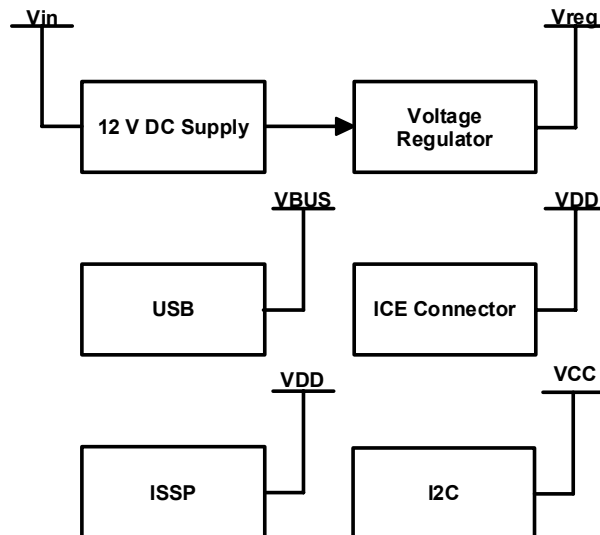 Vin
Vreg
12 V DC Supply
Voltage
Regulator
VBUS
VDD
USB
ICE Connector
VDD
VCC
ISSP
I2C